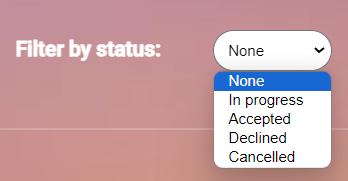 Filter by status: None
None
In progress
Accepted
Declined
Cancelled